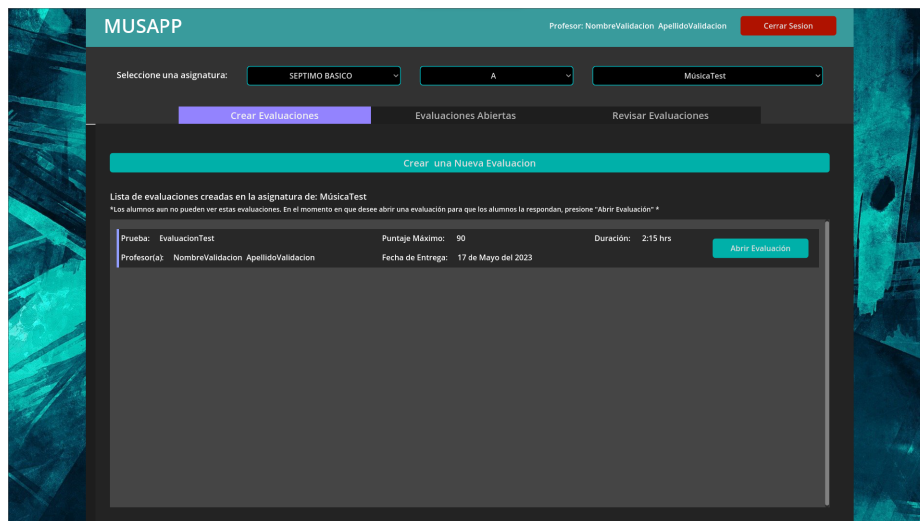 MUSAPP
Profesor: NombreValidacion ApellidoValidacion
Cerrar Sesion
Seleccione una asignatura:
SEPTIMO BASICO
A
MúsicaTest
Crear Evaluaciones
Evaluaciones Abiertas
Revisar Evaluaciones
Crear una Nueva Evaluacion
Lista de evaluaciones creadas en la asignatura de: MúsicaTest
*Los alumnos aun no pueden ver estas evaluaciones. En el momento en que desee abrir una evaluación para que los alumnos la respondan, presione "Abrir Evaluación" *
Prueba: EvaluacionTest
Puntaje Máximo: 90
Duración: 2:15 hrs
Abrir Evaluación
Profesor(a): NombreValidacion ApellidoValidacion
Fecha de Entrega: 17 de Mayo del 2023